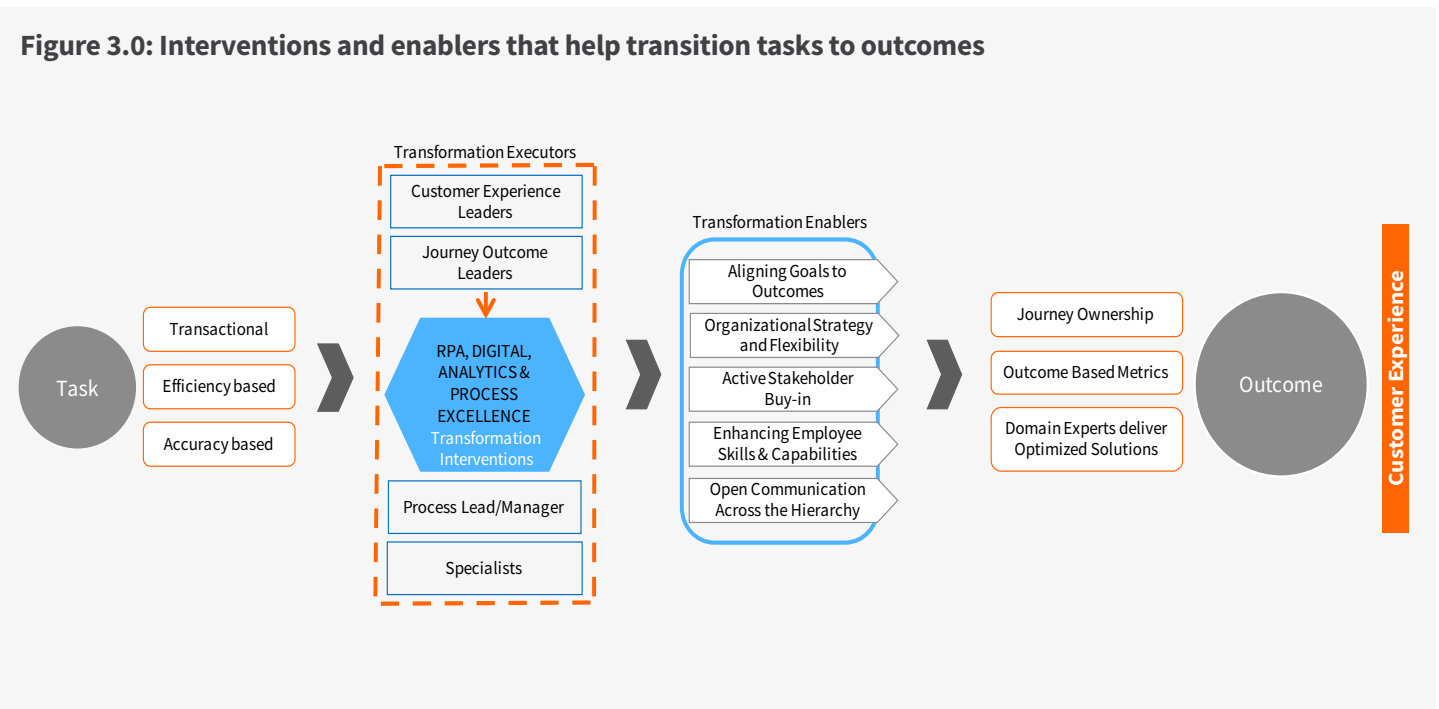 Figure 3.0: Interventions and enablers that help transition tasks to outcomes
Task
Transactional
Efficiency based
Accuracy based
Transformation Executors
Customer Experience
Leaders
Journey Outcome
Leaders
RPA, DIGITAL,
ANALYTICS &
PROCESS
EXCELLENCE
Transformation
Interventions
Process Lead/Manager
Specialists
Transformation Enablers
Aligning Goals to
Outcomes
Organizational Strategy
and Flexibility
Active Stakeholder
Buy-in
Enhancing Employee
Skills & Capabilities
Open Communication
Across the Hierarchy
Journey Ownership
Outcome Based Metrics
Domain Experts deliver
Optimized Solutions
Outcome
Customer Experience